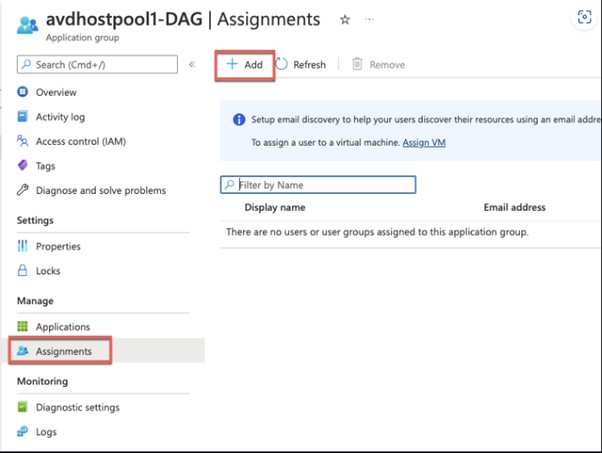 avdhostpool1-DAG | Assignments
Application group
Search (Cmd+/)
Overview
Activity log
Access control (IAM)
Tags
Diagnose and solve problems
Settings
Properties
Locks
Manage
Applications
Assignments
Monitoring
Diagnostic settings
Logs
Add Refresh Remove
Setup email discovery to help your users discover their resources using an email addre
To assign a user to a virtual machine. Assign VM
Filter by Name
Display name Email address
There are no users or user groups assigned to this application group.